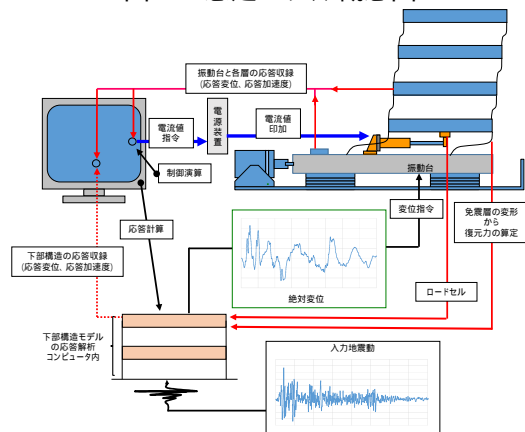 振動台と各層の応答収録
(応答変位、応答加速度)
電流値
指令
電源装置
電流値
印加
制御演算
振動台
応答計算
変位指令
免震層の変形
から
復元力の算定
下部構造の応答収録
(応答変位、応答加速度)
絶対変位
ロードセル
下部構造モデル
の応答解析
コンピュータ内
入力地震動